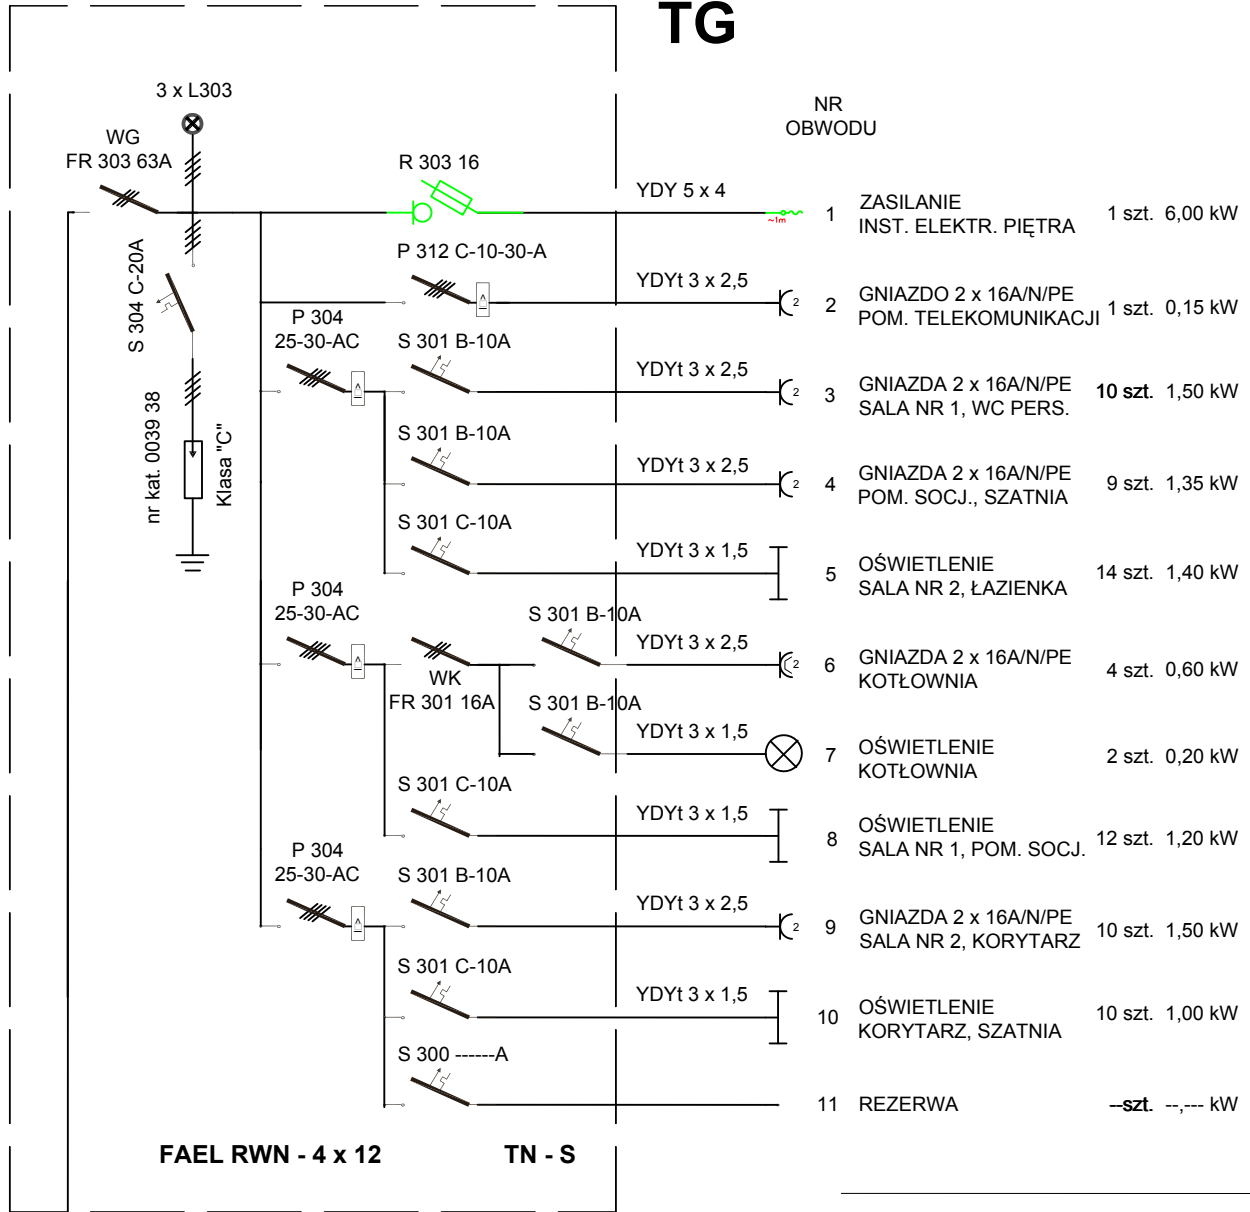 TG
3 x L303
NR
OBWODU
WG
FR 303 63A
S 304 C-20A
nr kat. 0039 38
Klasa "C"
R 303 16
YDY 5 x 4
~1m
1
ZASILANIE
INST. ELEKTR. PIĘTRA
1 szt. 6,00 kW
P 312 C-10-30-A
YDYt 3 x 2,5
2
2
GNIAZDO 2 x 16A/N/PE
POM. TELEKOMUNIKACJI
1 szt. 0,15 kW
P 304
25-30-AC
S 301 B-10A
YDYt 3 x 2,5
2
3
GNIAZDA 2 x 16A/N/PE
SALA NR 1, WC PERS.
10 szt. 1,50 kW
S 301 B-10A
YDYt 3 x 2,5
2
4
GNIAZDA 2 x 16A/N/PE
POM. SOCJ., SZATNIA
9 szt. 1,35 kW
S 301 C-10A
YDYt 3 x 1,5
5
OŚWIETLENIE
SALA NR 2, ŁAZIENKA
14 szt. 1,40 kW
P 304
25-30-AC
WK
FR 301 16A
S 301 B-10A
YDYt 3 x 2,5
2
6
GNIAZDA 2 x 16A/N/PE
KOTŁOWNIA
4 szt. 0,60 kW
S 301 B-10A
YDYt 3 x 1,5
7
OŚWIETLENIE
KOTŁOWNIA
2 szt. 0,20 kW
S 301 C-10A
YDYt 3 x 1,5
8
OŚWIETLENIE
SALA NR 1, POM. SOCJ.
12 szt. 1,20 kW
P 304
25-30-AC
S 301 B-10A
YDYt 3 x 2,5
2
9
GNIAZDA 2 x 16A/N/PE
SALA NR 2, KORYTARZ
10 szt. 1,50 kW
S 301 C-10A
YDYt 3 x 1,5
10
OŚWIETLENIE
KORYTARZ, SZATNIA
10 szt. 1,00 kW
S 300 ------A
11
REZERWA
--szt. --,--- kW
FAEL RWN - 4 x 12
TN - S